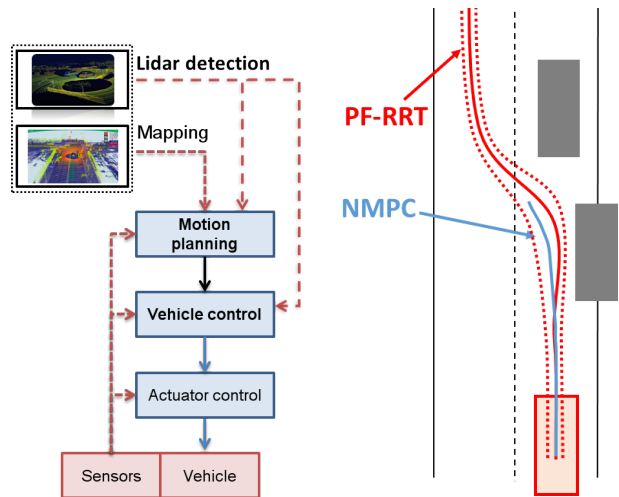 Lidar detection
Mapping
Motion
planning
Vehicle control
Actuator control
Sensors
Vehicle
PF-RRT
NMPC